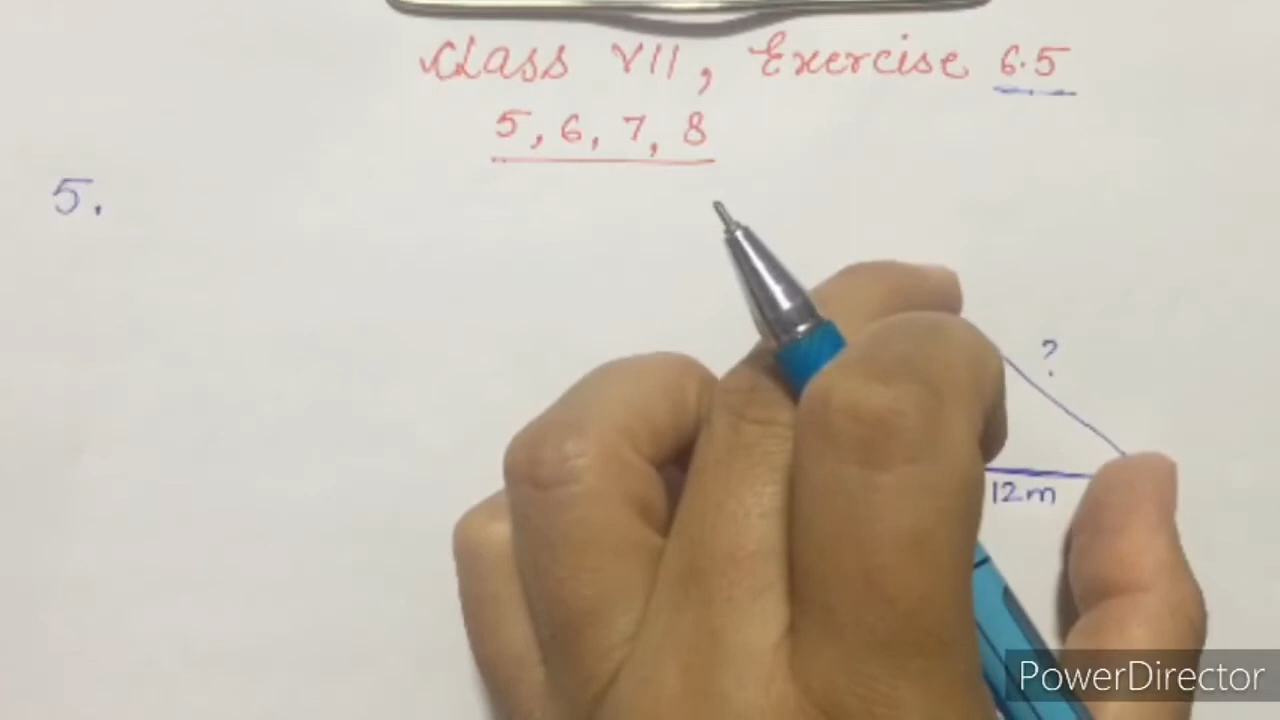 Class VII, Exercise 6.5
5, 6, 7, 8
5.
?
12m
PowerDirector